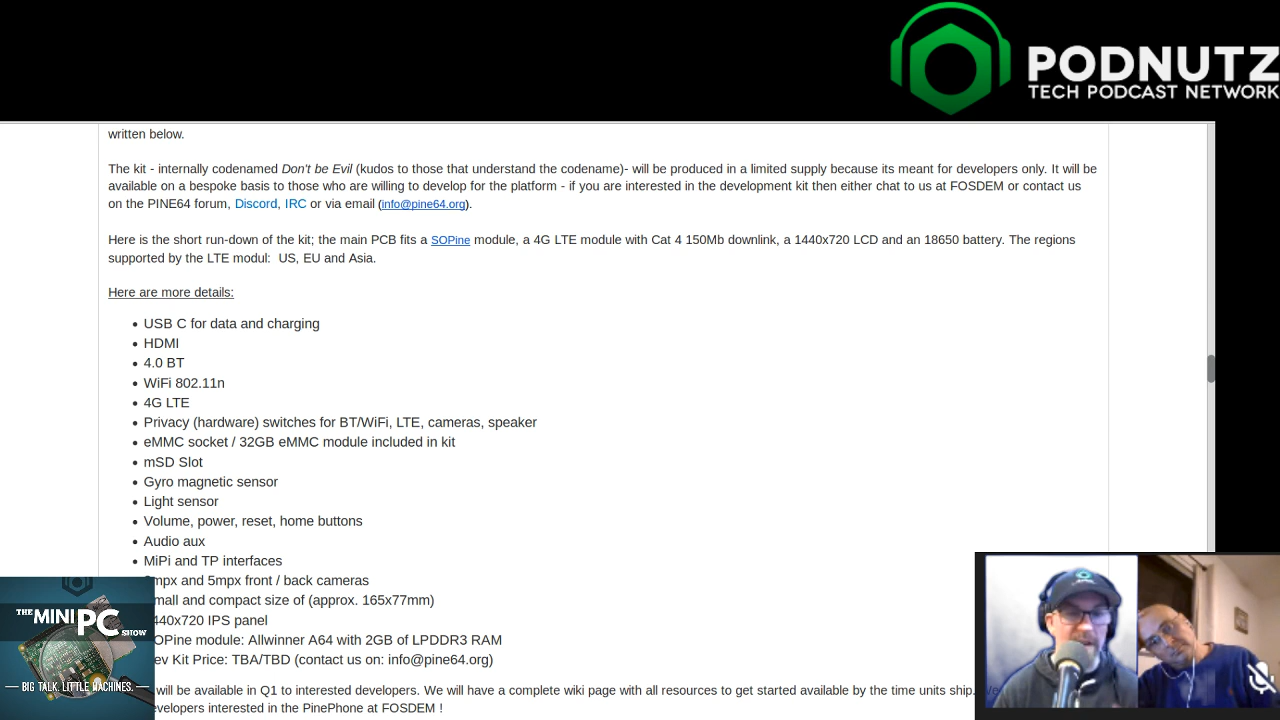 PODNUTZ
TECH PODCAST NETWORK
written below.
The kit - internally codenamed Don't be Evil (kudos to those that understand the codename)- will be produced in a limited supply because its meant for developers only. It will be
available on a bespoke basis to those who are willing to develop for the platform - if you are interested in the development kit then either chat to us at FOSDEM or contact us
on the PINE64 forum, Discord, IRC or via email (info@pine64.org).
Here is the short run-down of the kit; the main PCB fits a SOPine module, a 4G LTE module with Cat 4 150Mb downlink, a 1440x720 LCD and an 18650 battery. The regions
supported by the LTE modul: US, EU and Asia.
Here are more details:
USB C for data and charging
HDMI
4.0 BT
WiFi 802.11n
4G LTE
Privacy (hardware) switches for BT/WiFi, LTE, cameras, speaker
eMMC socket / 32GB eMMC module included in kit
mSD Slot
Gyro magnetic sensor
Light sensor
Volume, power, reset, home buttons
Audio aux
MiPi and TP interfaces
mpx and 5mpx front / back cameras
mall and compact size of (approx. 165x77mm)
440x720 IPS panel
OPine module: Allwinner A64 with 2GB of LPDDR3 RAM
ev Kit Price: TBA/TBD (contact us on: info@pine64.org)
will be available in Q1 to interested developers. We will have a complete wiki page with all resources to get started available by the time units ship. We
evelopers interested in the PinePhone at FOSDEM !
THE MINI PC SHOW
BIG TALK. LITTLE MACHINES.